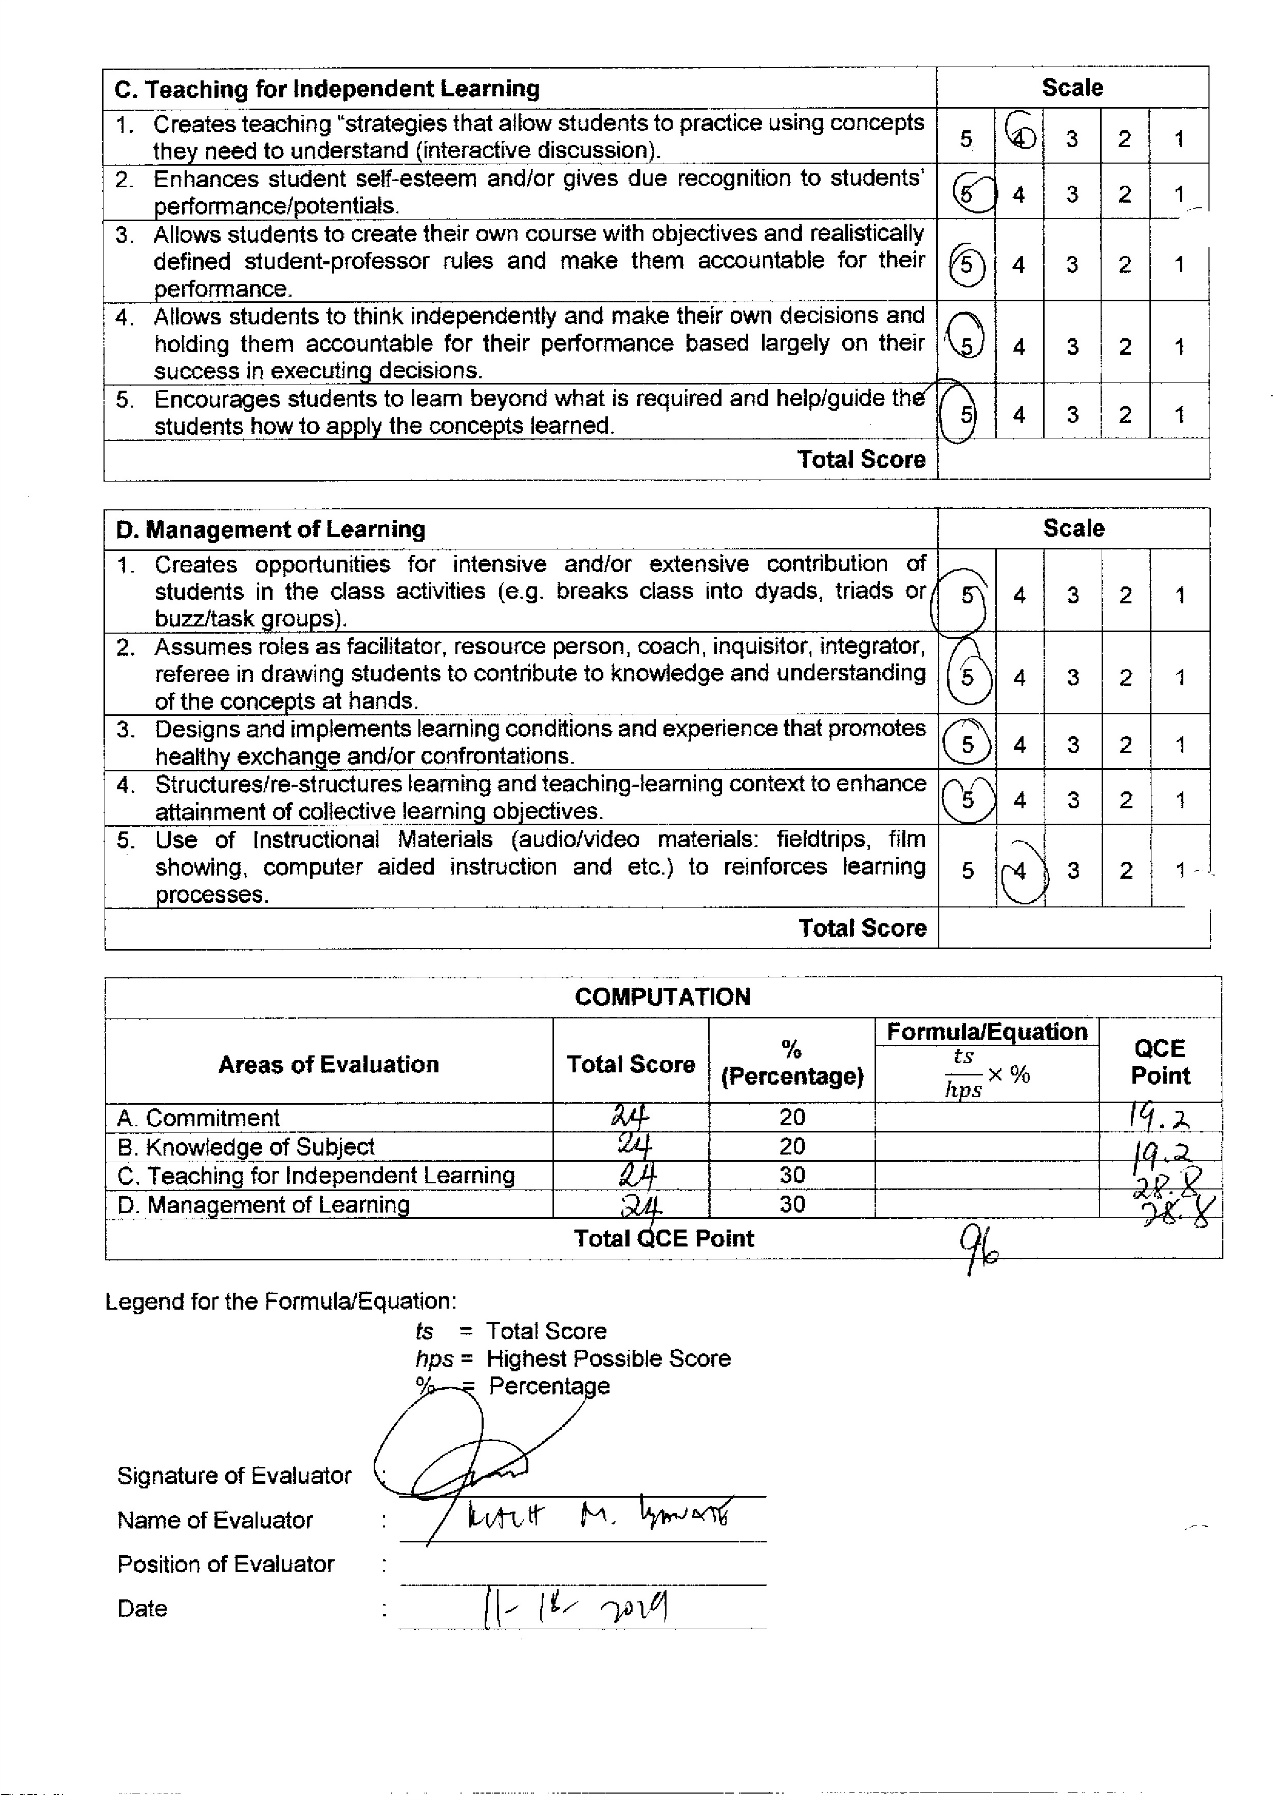 C. Teaching for Independent Learning Scale
1. Creates teaching "strategies that allow students to practice using concepts
they need to understand (interactive discussion). 5 4 3 2 1
2. Enhances student self-esteem and/or gives due recognition to students'
performance/potentials. 5 4 3 2 1
3. Allows students to create their own course with objectives and realistically
defined student-professor rules and make them accountable for their 5 4 3 2 1
performance.
4. Allows students to think independently and make their own decisions and
holding them accountable for their performance based largely on their 5 4 3 2 1
success in executing decisions.
5. Encourages students to learn beyond what is required and help/guide the
students how to apply the concepts learned. 5 4 3 2 1
Total Score
D. Management of Learning Scale
1. Creates opportunities for intensive and/or extensive contribution of
students in the class activities (e.g. breaks class into dyads, triads or 5 4 3 2 1
buzz/task groups).
2. Assumes roles as facilitator, resource person, coach, inquisitor, integrator,
referee in drawing students to contribute to knowledge and understanding 5 4 3 2 1
of the concepts at hands.
3. Designs and implements learning conditions and experience that promotes
healthy exchange and/or confrontations. 5 4 3 2 1
4. Structures/re-structures learning and teaching-learning context to enhance
attainment of collective learning objectives. 5 4 3 2 1
5. Use of Instructional Materials (audio/video materials: fieldtrips, film
showing, computer aided instruction and etc.) to reinforces learning 5 4 3 2 1
processes.
Total Score
COMPUTATION
Areas of Evaluation Total Score % (Percentage) Formula/Equation ts/hps × % QCE Point
A. Commitment 24 20 19.2
B. Knowledge of Subject 24 20 19.2
C. Teaching for Independent Learning 24 30 28.8
D. Management of Learning 24 30 28.8
Total QCE Point 96
Legend for the Formula/Equation:
ts = Total Score
hps = Highest Possible Score
% = Percentage
Signature of Evaluator :
Name of Evaluator : M.
Position of Evaluator :
Date : 11-18-2019